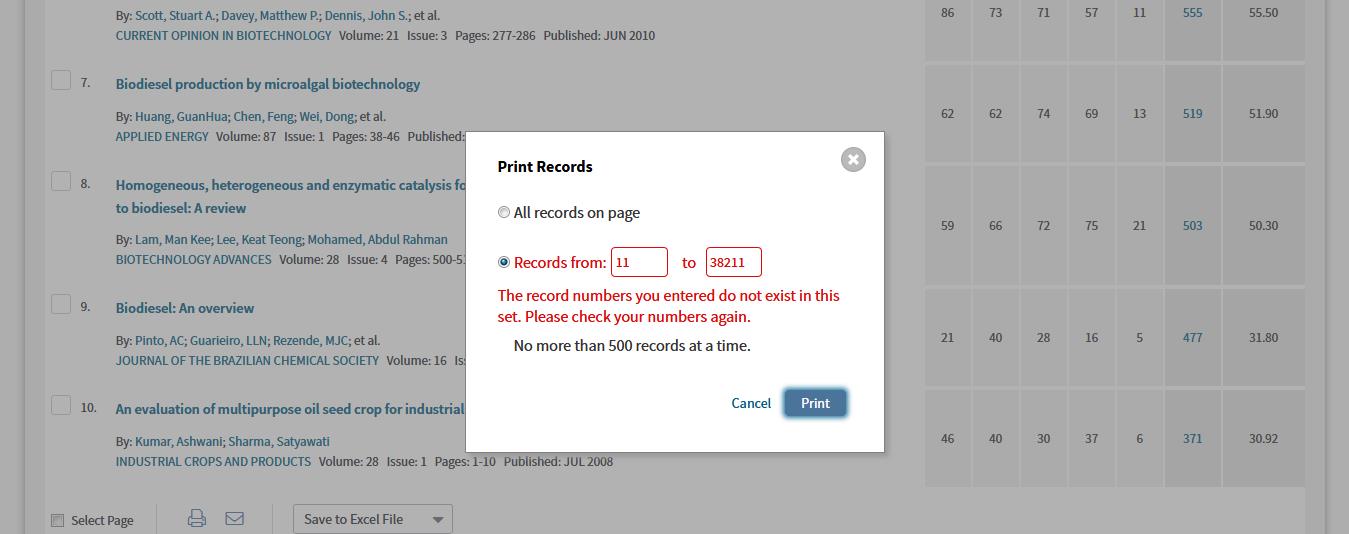 By: Scott, Stuart A.; Davey, Matthew P.; Dennis, John S.; et al.
CURRENT OPINION IN BIOTECHNOLOGY Volume: 21 Issue: 3 Pages: 277-286 Published: JUN 2010
86 73 71 57 11 555 55.50
7. Biodiesel production by microalgal biotechnology
By: Huang, GuanHua; Chen, Feng; Wei, Dong; et al.
APPLIED ENERGY Volume: 87 Issue: 1 Pages: 38-46 Published:
62 62 74 69 13 519 51.90
8. Homogeneous, heterogeneous and enzymatic catalysis fo
to biodiesel: A review
By: Lam, Man Kee; Lee, Keat Teong; Mohamed, Abdul Rahman
BIOTECHNOLOGY ADVANCES Volume: 28 Issue: 4 Pages: 500-5
59 66 72 75 21 503 50.30
9. Biodiesel: An overview
By: Pinto, AC; Guarieiro, LLN; Rezende, MJC; et al.
JOURNAL OF THE BRAZILIAN CHEMICAL SOCIETY Volume: 16 Is
21 40 28 16 5 477 31.80
10. An evaluation of multipurpose oil seed crop for industrial
By: Kumar, Ashwani; Sharma, Satyawati
INDUSTRIAL CROPS AND PRODUCTS Volume: 28 Issue: 1 Pages: 1-10 Published: JUL 2008
46 40 30 37 6 371 30.92
Print Records
All records on page
Records from: 11 to 38211
The record numbers you entered do not exist in this
set. Please check your numbers again.
No more than 500 records at a time.
Cancel Print
Select Page Save to Excel File